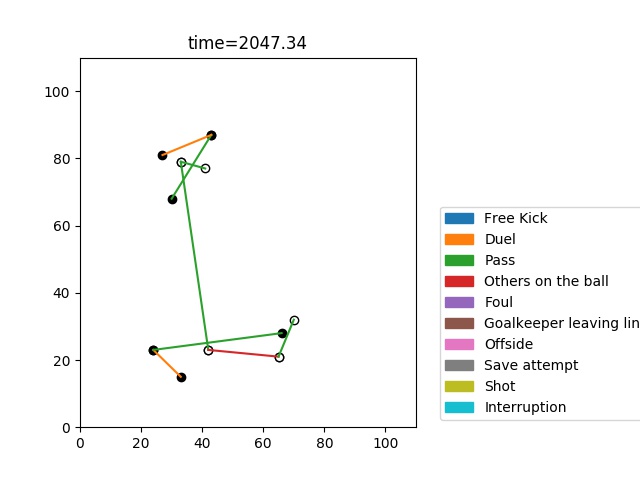 time=2047.34
100
80
60
40
20
0
0 20 40 60 80 100
Free Kick
Duel
Pass
Others on the ball
Foul
Goalkeeper leaving lin
Offside
Save attempt
Shot
Interruption